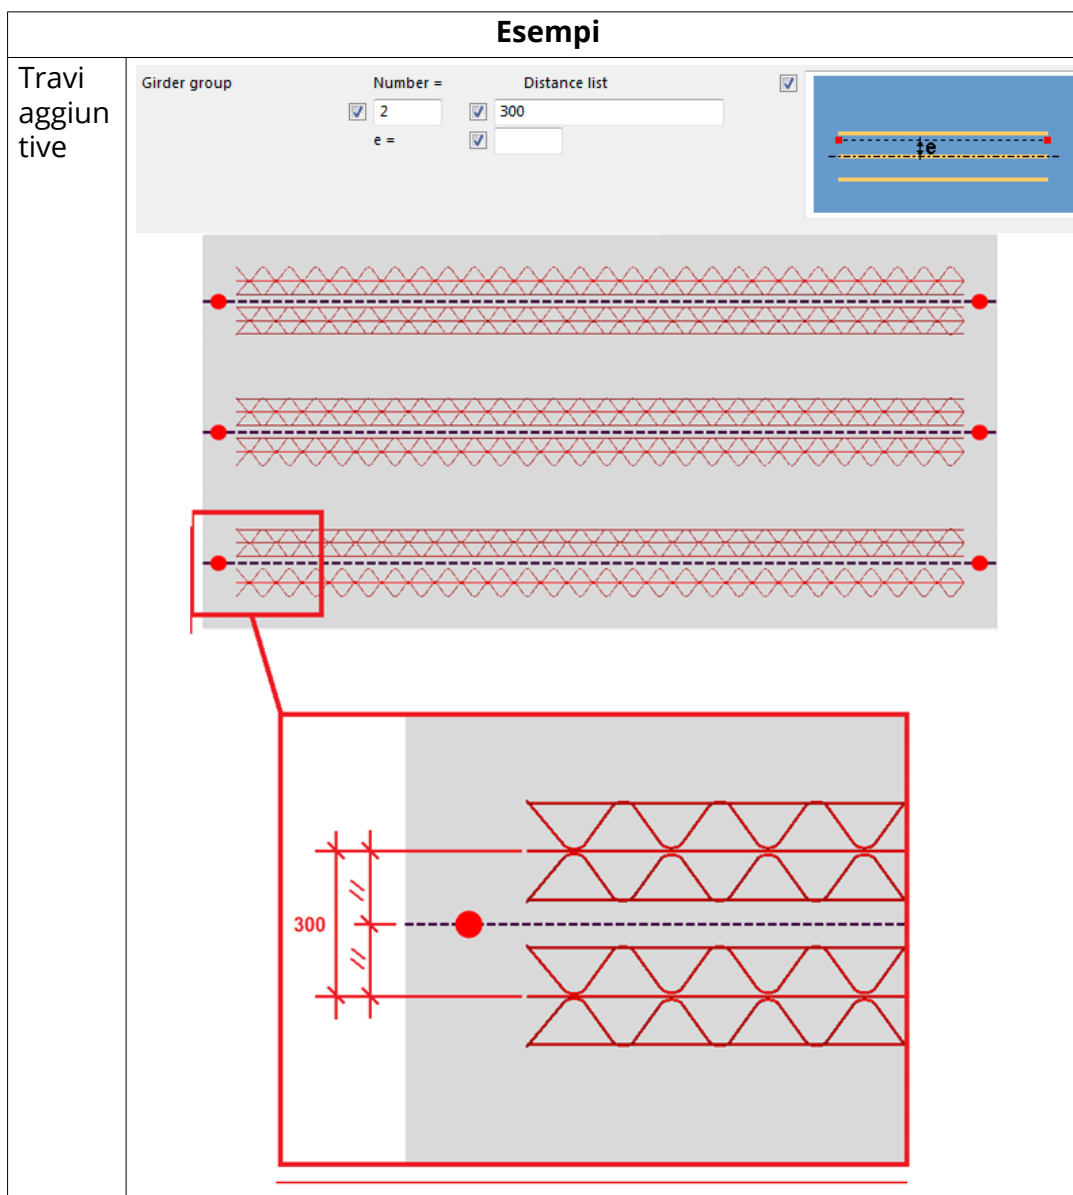 Esempi
Travi
aggiun
tive
Girder group
Number =
Distance list
2
300
e =
e
300